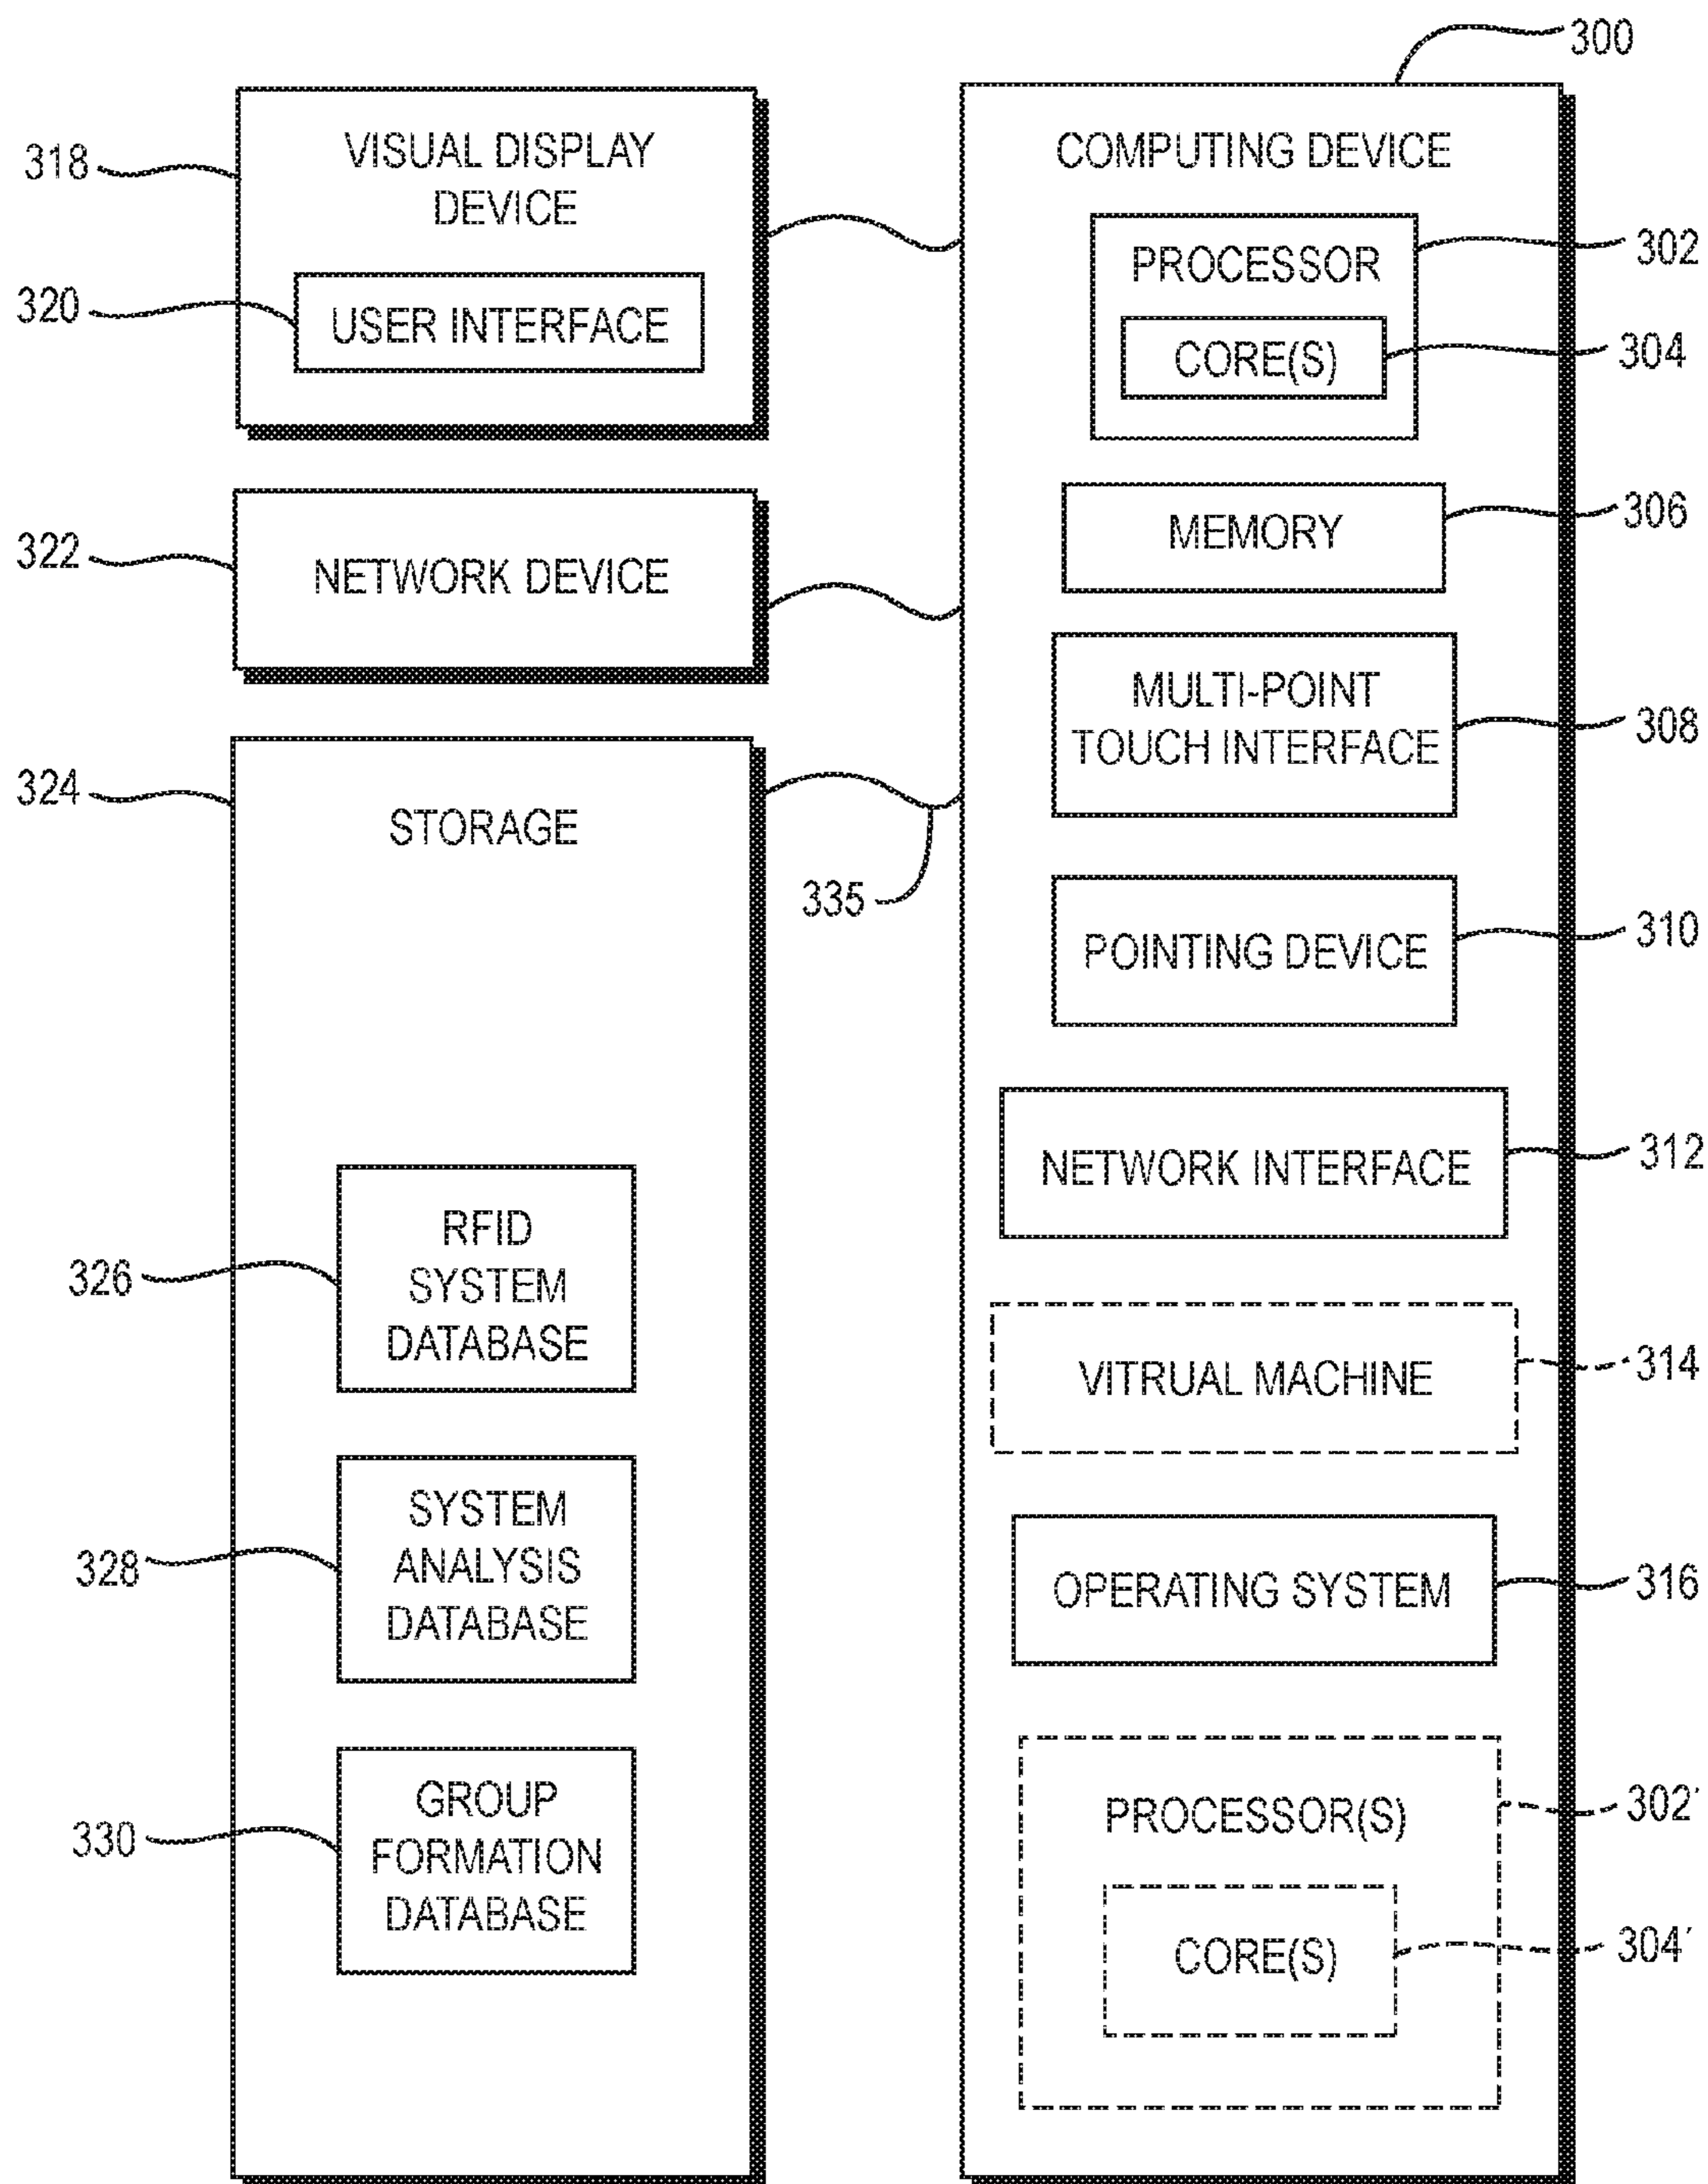 300
318
VISUAL DISPLAY
DEVICE
320
USER INTERFACE
322
NETWORK DEVICE
324
STORAGE
335
326
RFID
SYSTEM
DATABASE
328
SYSTEM
ANALYSIS
DATABASE
330
GROUP
FORMATION
DATABASE
COMPUTING DEVICE
PROCESSOR
302
CORE(S)
304
MEMORY
306
MULTI-POINT
TOUCH INTERFACE
308
POINTING DEVICE
310
NETWORK INTERFACE
312
VITRUAL MACHINE
314
OPERATING SYSTEM
316
PROCESSOR(S)
302'
CORE(S)
304'